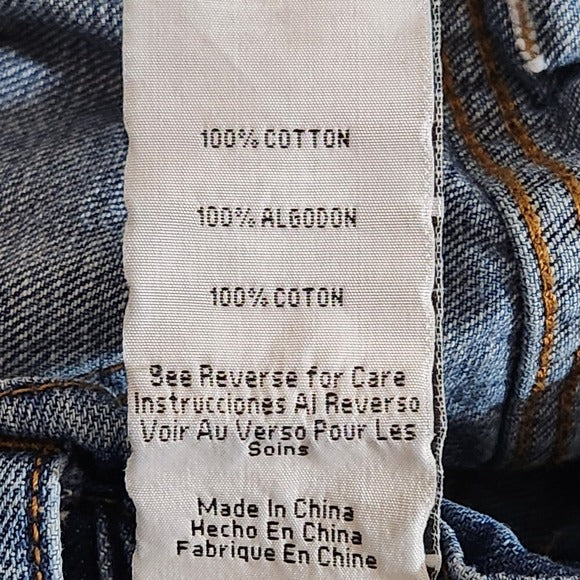 100% COTTON
100% ALGODON
100% COTON
See Reverse for Care
Instrucciones Al Reverso
Voir Au Verso Pour Les
Soins
Made In China
Hecho En China
Fabrique En Chine